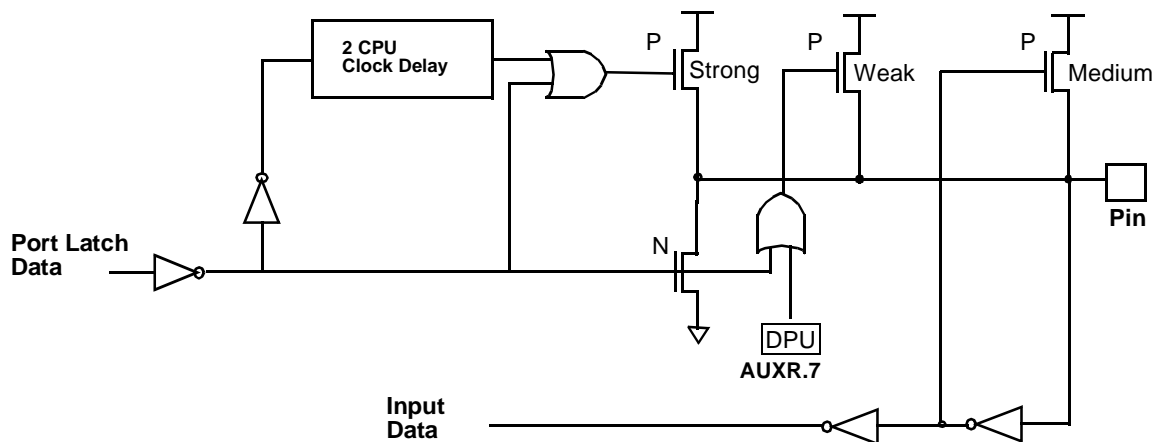 2 CPU
Clock Delay
P
Strong
P
Weak
P
Medium
Pin
Port Latch
Data
N
DPU
AUXR.7
Input
Data